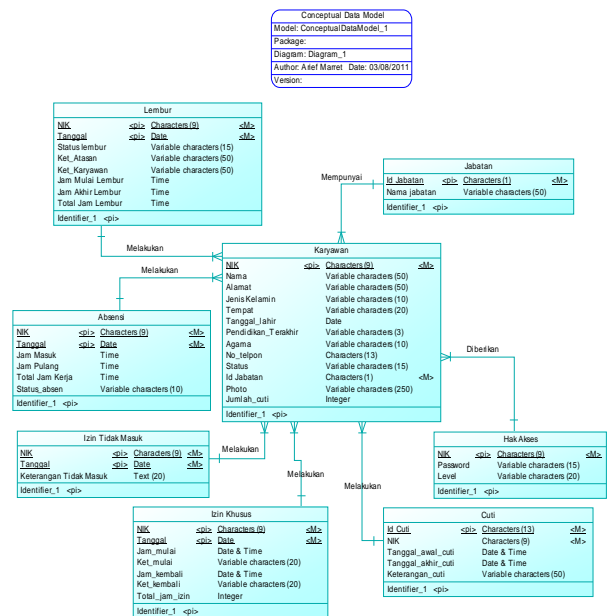 Conceptual Data Model
Model: ConceptualDataModel_1
Package:
Diagram: Diagram_1
Author: Arief Marret Date: 03/08/2011
Version:
Lembur
NIK <pi> Characters (9) <M>
Tanggal <pi> Date <M>
Status lembur Variable characters (15)
Ket_Atasan Variable characters (50)
Ket_Karyawan Variable characters (50)
Jam Mulai Lembur Time
Jam Akhir Lembur Time
Total Jam Lembur Time
Identifier_1 <pi>
Jabatan
Id Jabatan <pi> Characters (1) <M>
Nama jabatan Variable characters (50)
Identifier_1 <pi>
Mempunyai
Melakukan
Melakukan
Karyawan
NIK <pi> Characters (9) <M>
Nama Variable characters (50)
Alamat Variable characters (50)
JenisKelamin Variable characters (10)
Tempat Variable characters (20)
Tanggal_lahir Date
Pendidikan_Terakhir Variable characters (3)
Agama Variable characters (10)
No_telpon Characters (13)
Status Variable characters (15)
Id Jabatan Characters (1) <M>
Photo Variable characters (250)
Jumlah_cuti Integer
Identifier_1 <pi>
Absensi
NIK <pi> Characters (9) <M>
Tanggal <pi> Date <M>
Jam Masuk Time
Jam Pulang Time
Total Jam Kerja Time
Status_absen Variable characters (10)
Identifier_1 <pi>
Diberikan
Izin Tidak Masuk
NIK <pi> Characters (9) <M>
Tanggal <pi> Date <M>
Keterangan Tidak Masuk Text (20)
Identifier_1 <pi>
Melakukan
Melakukan
Melakukan
Hak Akses
NIK <pi> Characters (9) <M>
Password Variable characters (15)
Level Variable characters (20)
Identifier_1 <pi>
Izin Khusus
NIK <pi> Characters (9) <M>
Tanggal <pi> Date <M>
Jam_mulai Date & Time
Ket_mulai Variable characters (20)
Jam_kembali Date & Time
Ket_kembali Variable characters (20)
Total_jam_izin Integer
Identifier_1 <pi>
Cuti
Id Cuti <pi> Characters (13) <M>
NIK Characters (9) <M>
Tanggal_awal_cuti Date & Time
Tanggal_akhir_cuti Date & Time
Keterangan_cuti Variable characters (50)
Identifier_1 <pi>